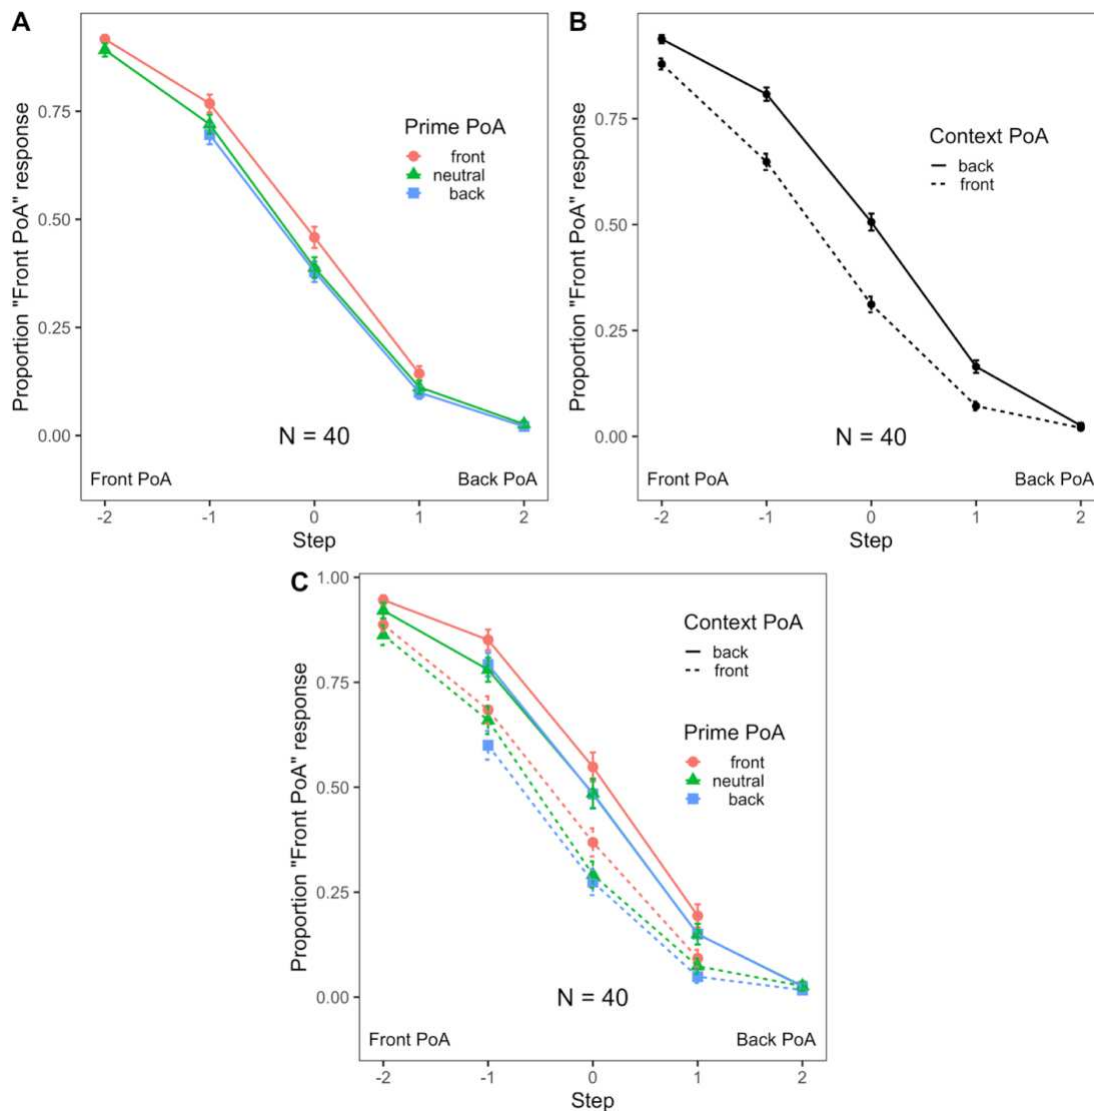 A
Proportion "Front PoA" response
0.75
0.50
0.25
0.00
Prime PoA
front
neutral
back
N = 40
Front PoA
Back PoA
-2
-1
0
1
2
Step
B
Proportion "Front PoA" response
0.75
0.50
0.25
0.00
Context PoA
back
front
N = 40
Front PoA
Back PoA
-2
-1
0
1
2
Step
C
Proportion "Front PoA" response
1.00
0.75
0.50
0.25
0.00
Context PoA
back
front
Prime PoA
front
neutral
back
N = 40
Front PoA
Back PoA
-2
-1
0
1
2
Step